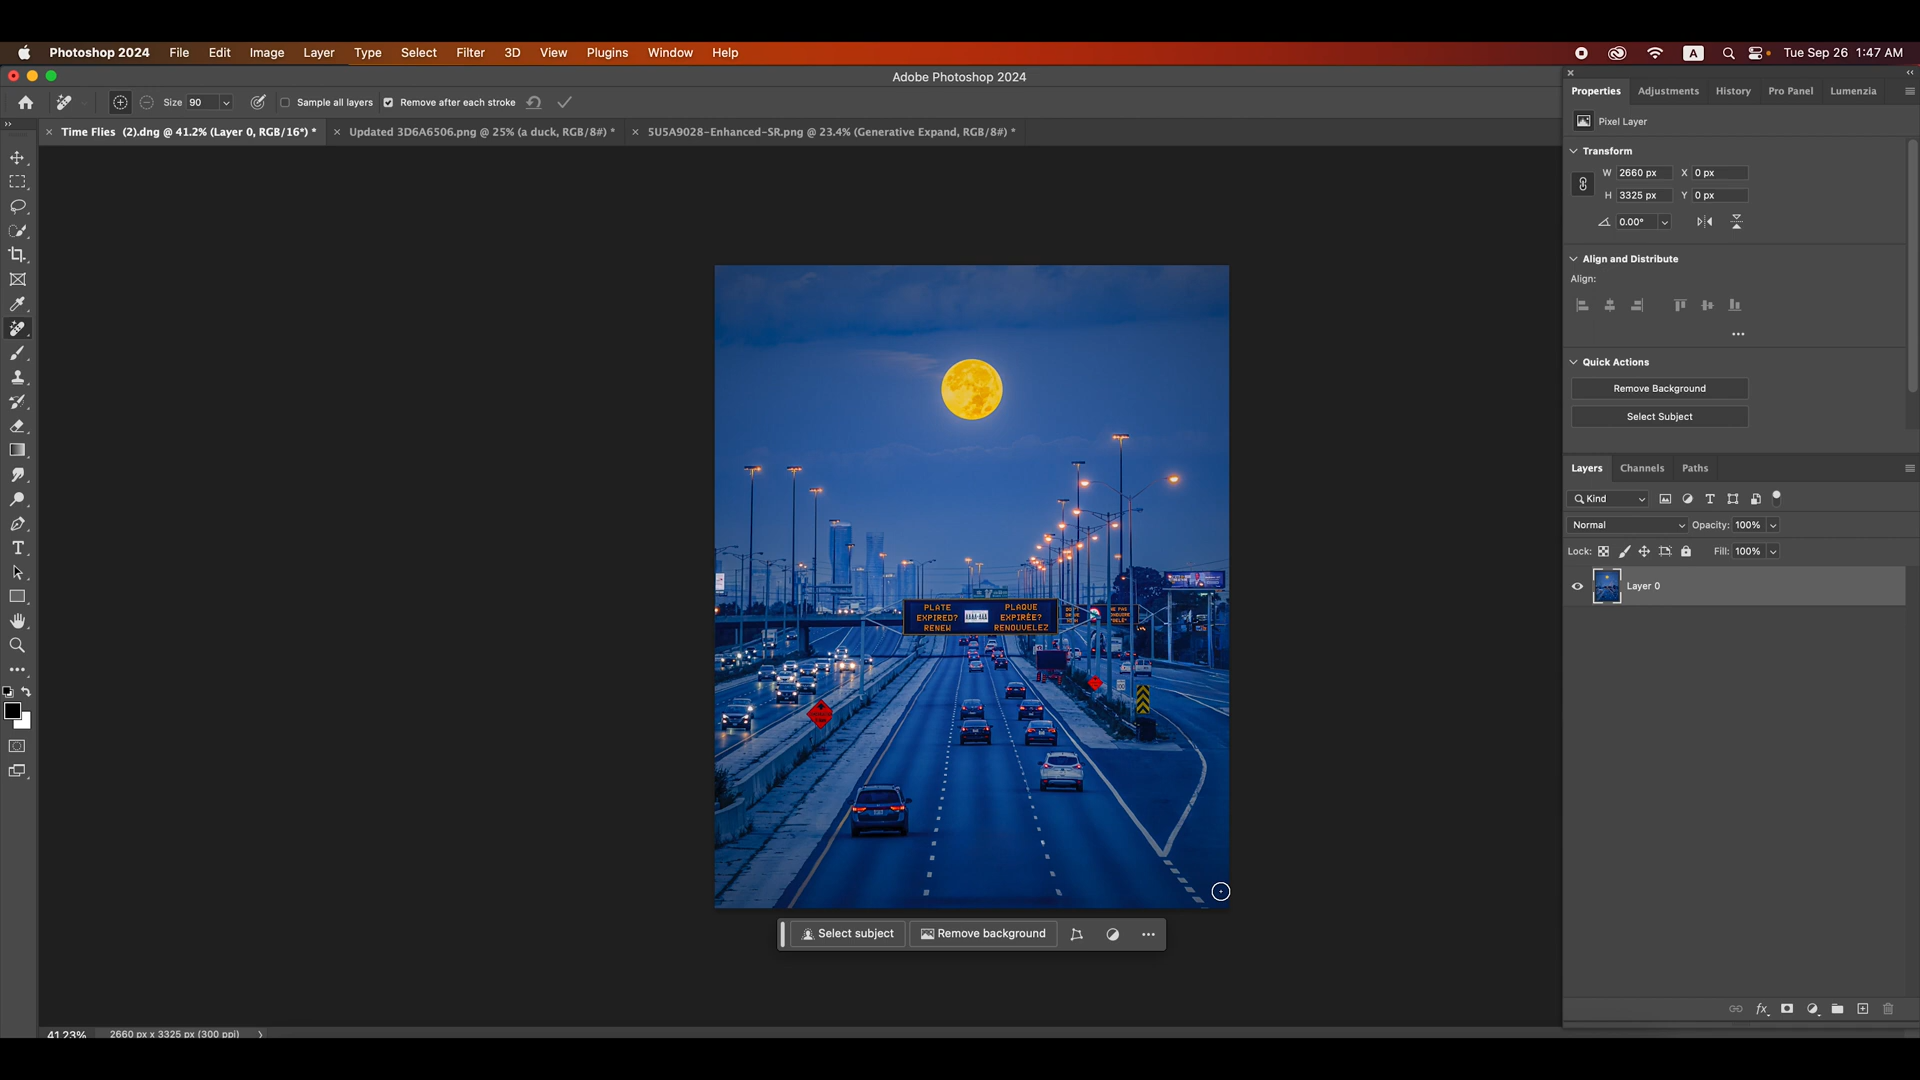 Photoshop 2024 File Edit Image Layer Type Select Filter 3D View Plugins Window Help A Tue Sep 26 1:47 AM
Adobe Photoshop 2024
Size 90 Sample all layers Remove after each stroke
Time Flies (2).dng @ 41.2% (Layer 0, RGB/16*) * Updated 3D6A6506.png @ 25% (a duck, RGB/8#) * 5U5A9028-Enhanced-SR.png @ 23.4% (Generative Expand, RGB/8#) *
Properties Adjustments History Pro Panel Lumenzia
Pixel Layer
Transform
W 2660 px X 0 px
H 3325 px Y 0 px
0.00°
Align and Distribute
Align:
Quick Actions
Remove Background
Select Subject
Layers Channels Paths
Kind
Normal Opacity: 100%
Lock: Fill: 100%
Layer 0
PLATE
EXPIRED?
RENEW
PLAQUE
EXPIRÉE?
RENOUVELEZ
Select subject Remove background
41.23% 2660 px x 3325 px (300 ppi)